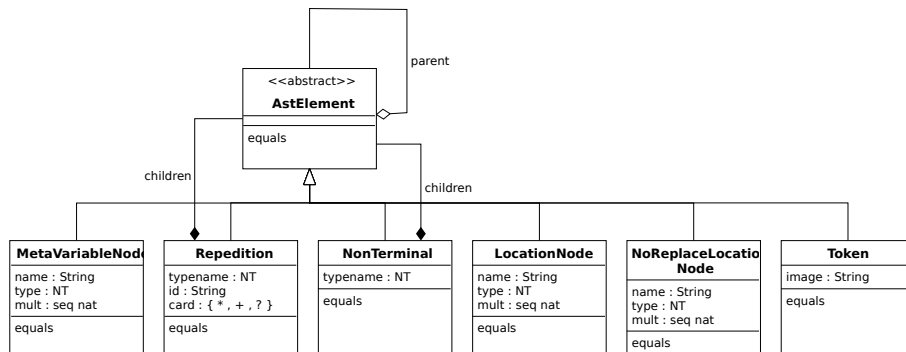 parent
<<abstract>>
AstElement
equals
children
children
MetaVariableNod
name : String
type : NT
mult : seq nat
equals
Repedition
typename : NT
id : String
card : { * , + , ? }
equals
NonTerminal
typename : NT
equals
LocationNode
name : String
type : NT
mult : seq nat
equals
NoReplaceLocatio
Node
name : String
type : NT
mult : seq nat
equals
Token
image : String
equals